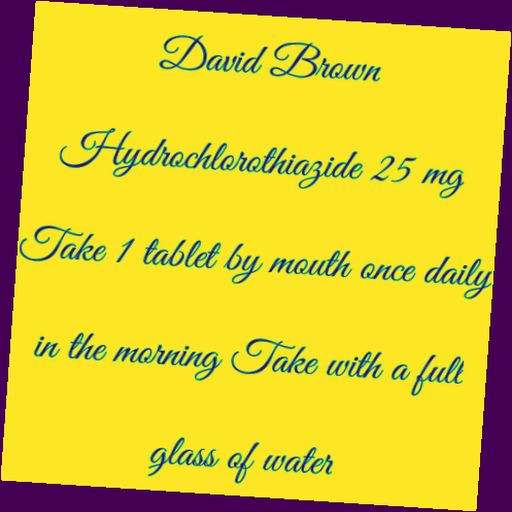 David Brown
Hydrochlorothiazide 25 mg
Take 1 tablet by mouth once daily
in the morning Take with a full
glass of water